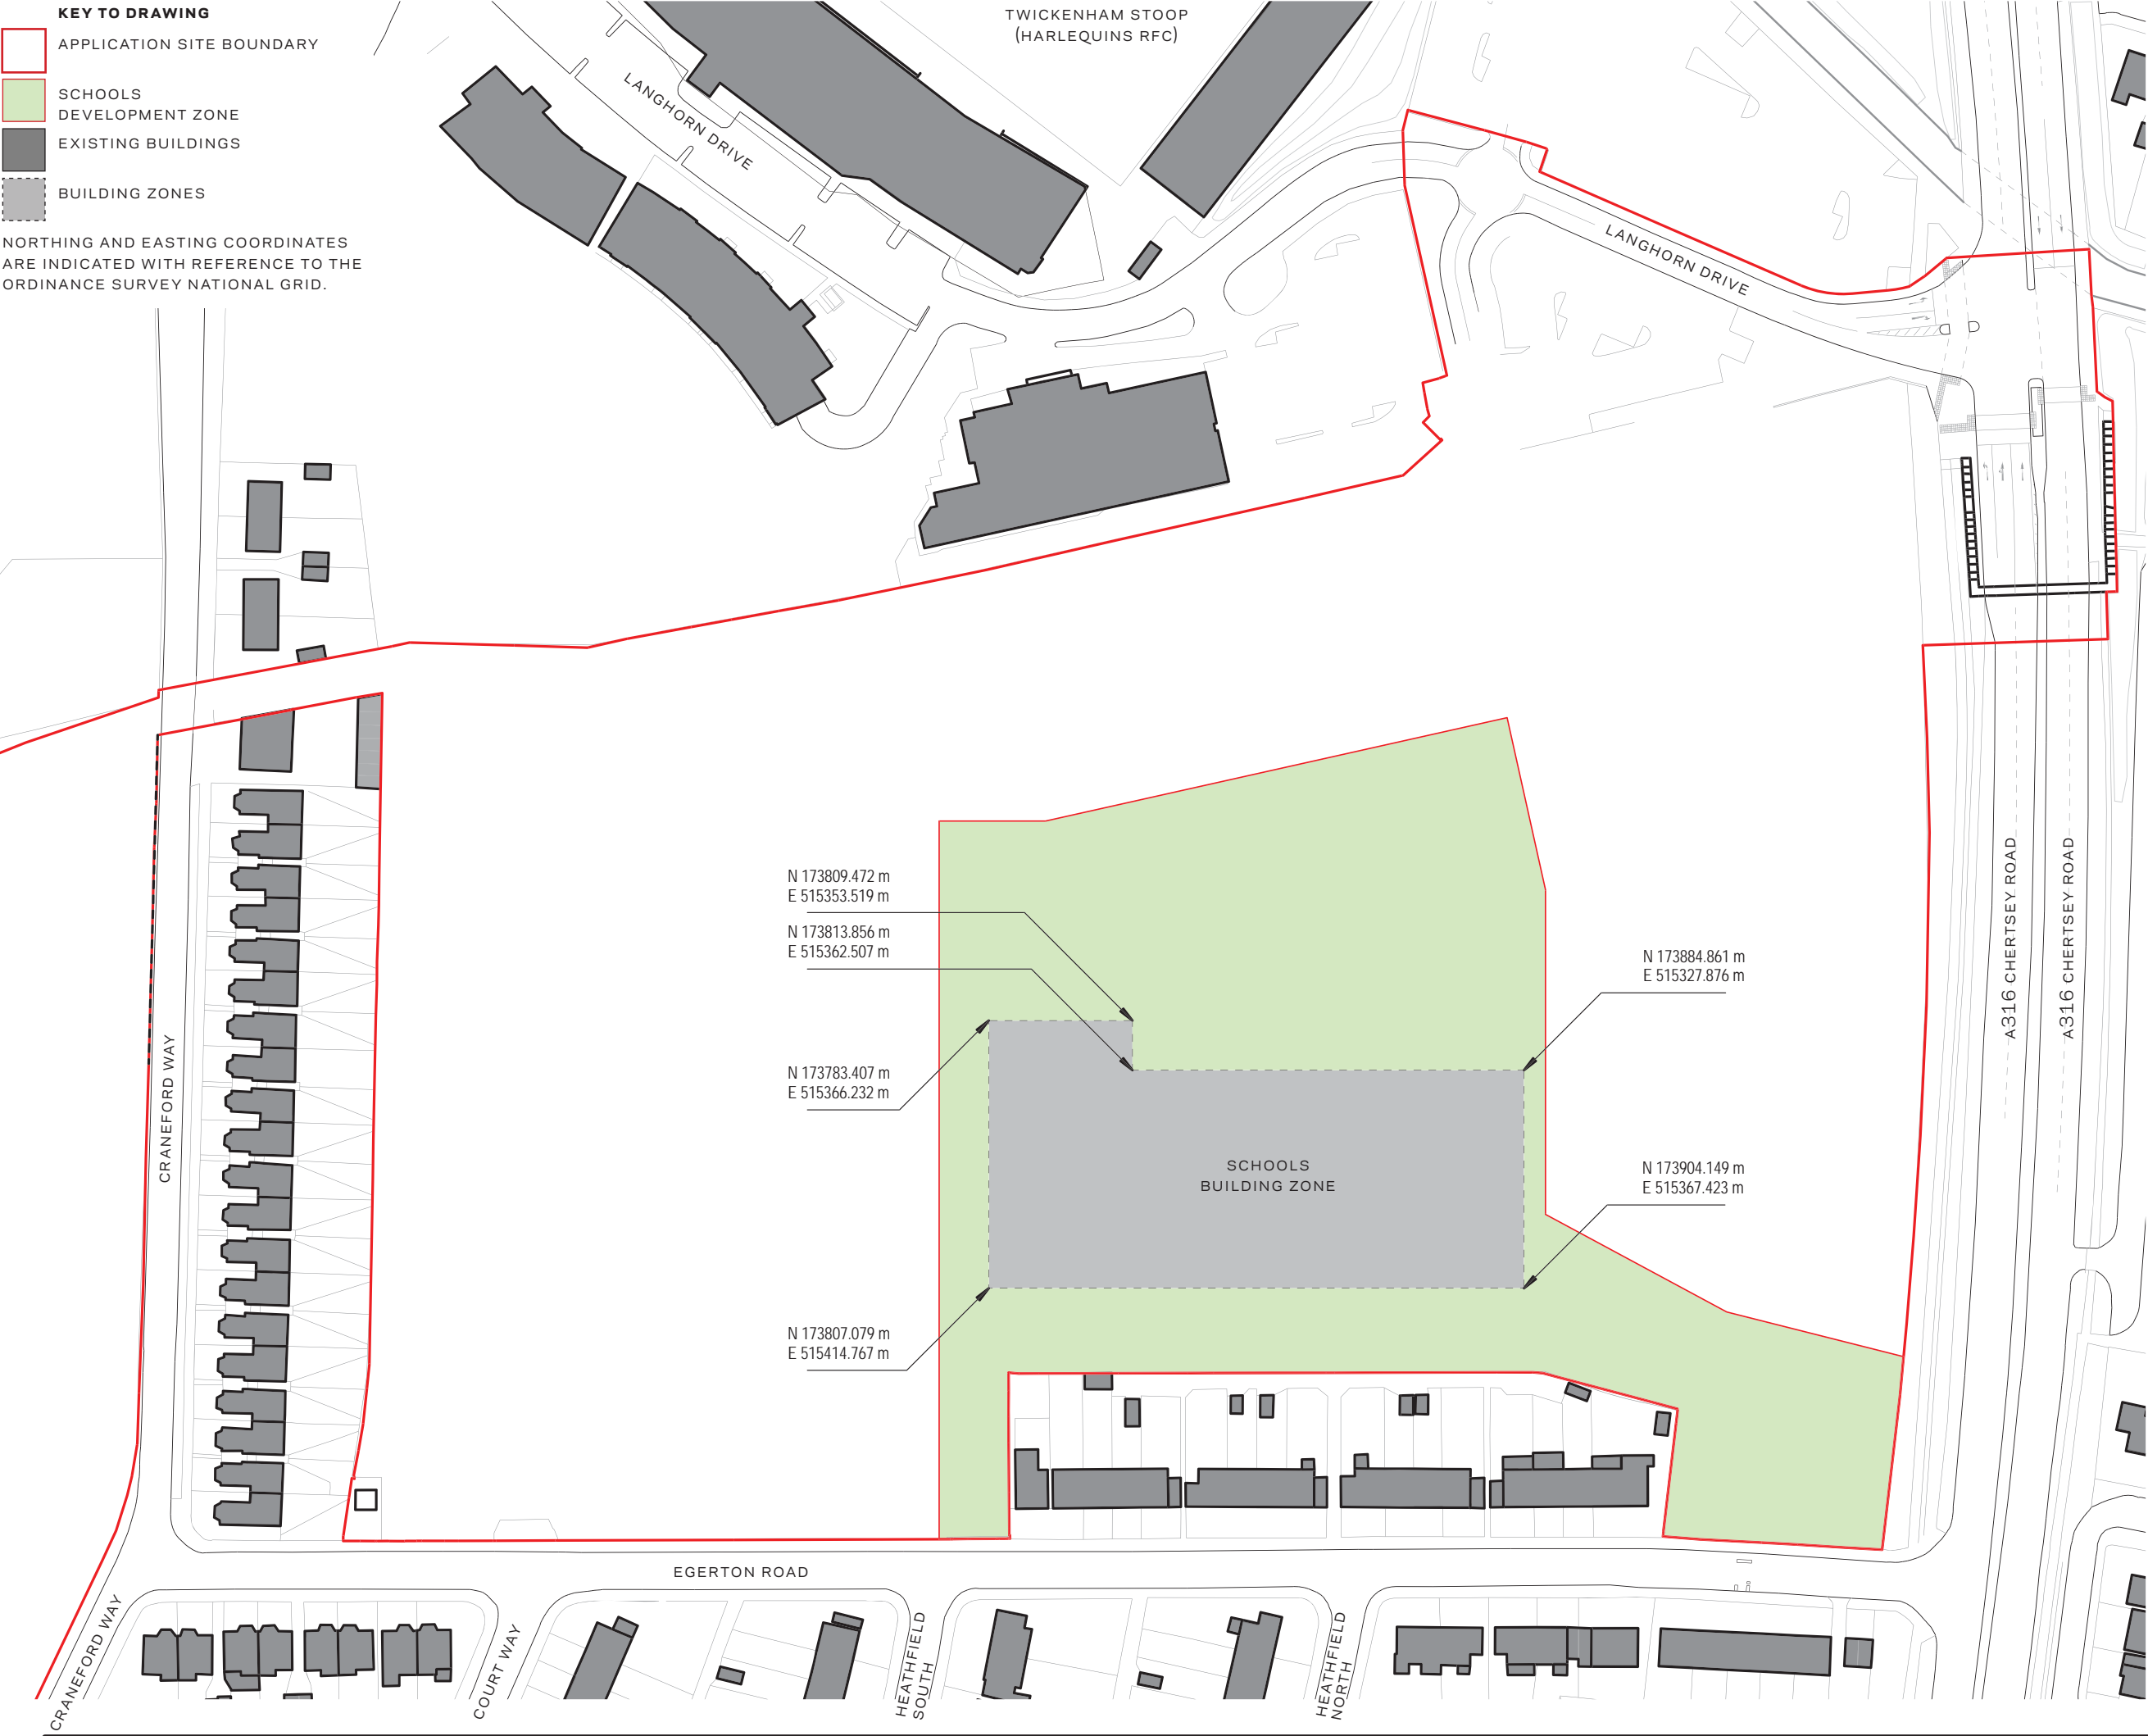 KEY TO DRAWING
APPLICATION SITE BOUNDARY
SCHOOLS
DEVELOPMENT ZONE
EXISTING BUILDINGS
BUILDING ZONES
NORTHING AND EASTING COORDINATES
ARE INDICATED WITH REFERENCE TO THE
ORDINANCE SURVEY NATIONAL GRID.
TWICKENHAM STOOP
(HARLEQUINS RFC)
LANGHORN DRIVE
LANGHORN DRIVE
N 173809.472 m
E 515353.519 m
N 173813.856 m
E 515362.507 m
N 173884.861 m
E 515327.876 m
N 173783.407 m
E 515366.232 m
SCHOOLS
BUILDING ZONE
N 173904.149 m
E 515367.423 m
N 173807.079 m
E 515414.767 m
A316 CHERTSEY ROAD
A316 CHERTSEY ROAD
CRANEFORD WAY
EGERTON ROAD
CRANEFORD WAY
COURT WAY
HEATHFIELD
SOUTH
HEATHFIELD
NORTH